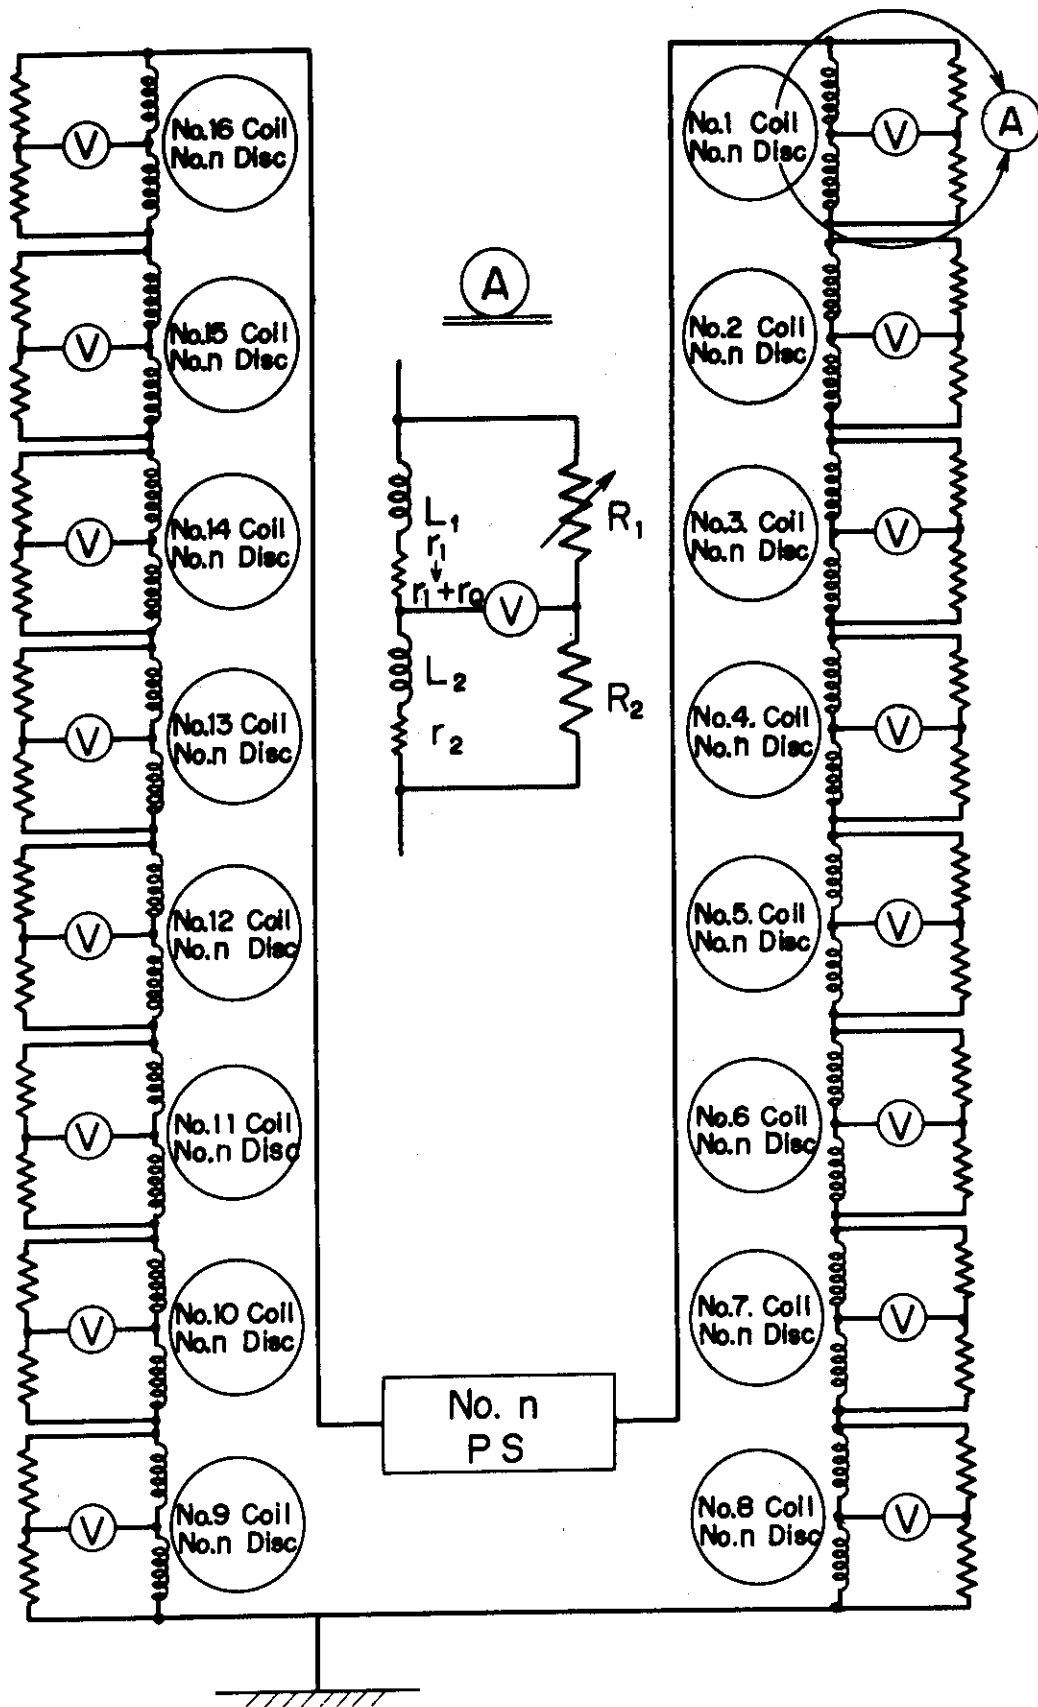 No.16 Coil
No.n Disc
V
No.15 Coil
No.n Disc
V
No.14 Coil
No.n Disc
V
No.13 Coil
No.n Disc
V
No.12 Coil
No.n Disc
V
No.11 Coil
No.n Disc
V
No.10 Coil
No.n Disc
V
No.9 Coil
No.n Disc
V
A
L1
r1
r1+rQ
V
L2
r2
R1
R2
No. n
PS
No.1 Coil
No.n Disc
V
A
No.2 Coil
No.n Disc
V
No.3. Coil
No.n Disc
V
No.4. Coil
No.n Disc
V
No.5. Coil
No.n Disc
V
No.6 Coil
No.n Disc
V
No.7. Coil
No.n Disc
V
No.8 Coil
No.n Disc
V